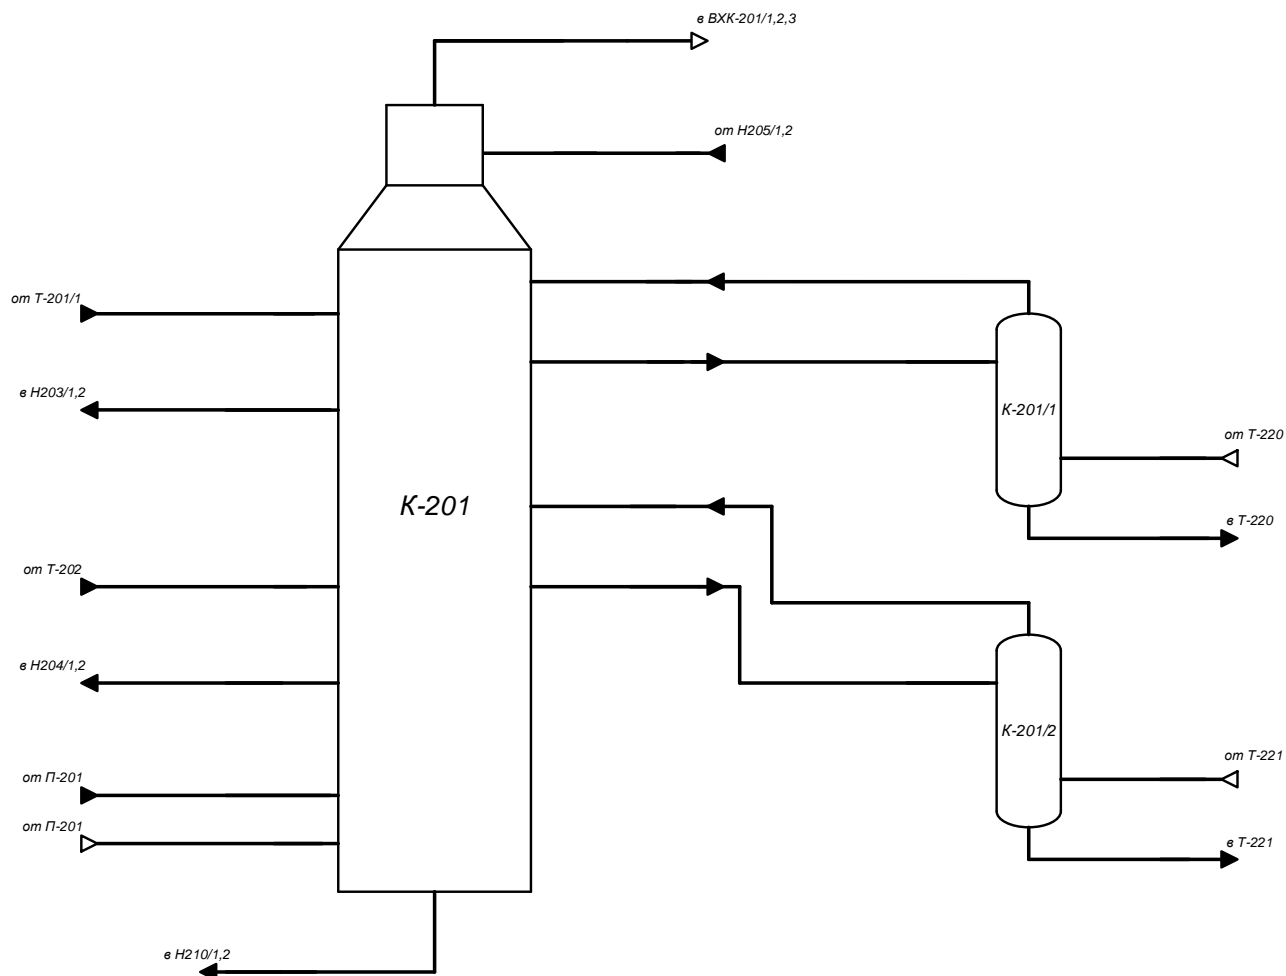 в ВХК-201/1,2,3
от Н205/1,2
от Т-201/1
в Н203/1,2
К-201/1
от Т-220
К-201
в Т-220
от Т-202
в Н204/1,2
К-201/2
от П-201
от Т-221
от П-201
в Т-221
в Н210/1,2